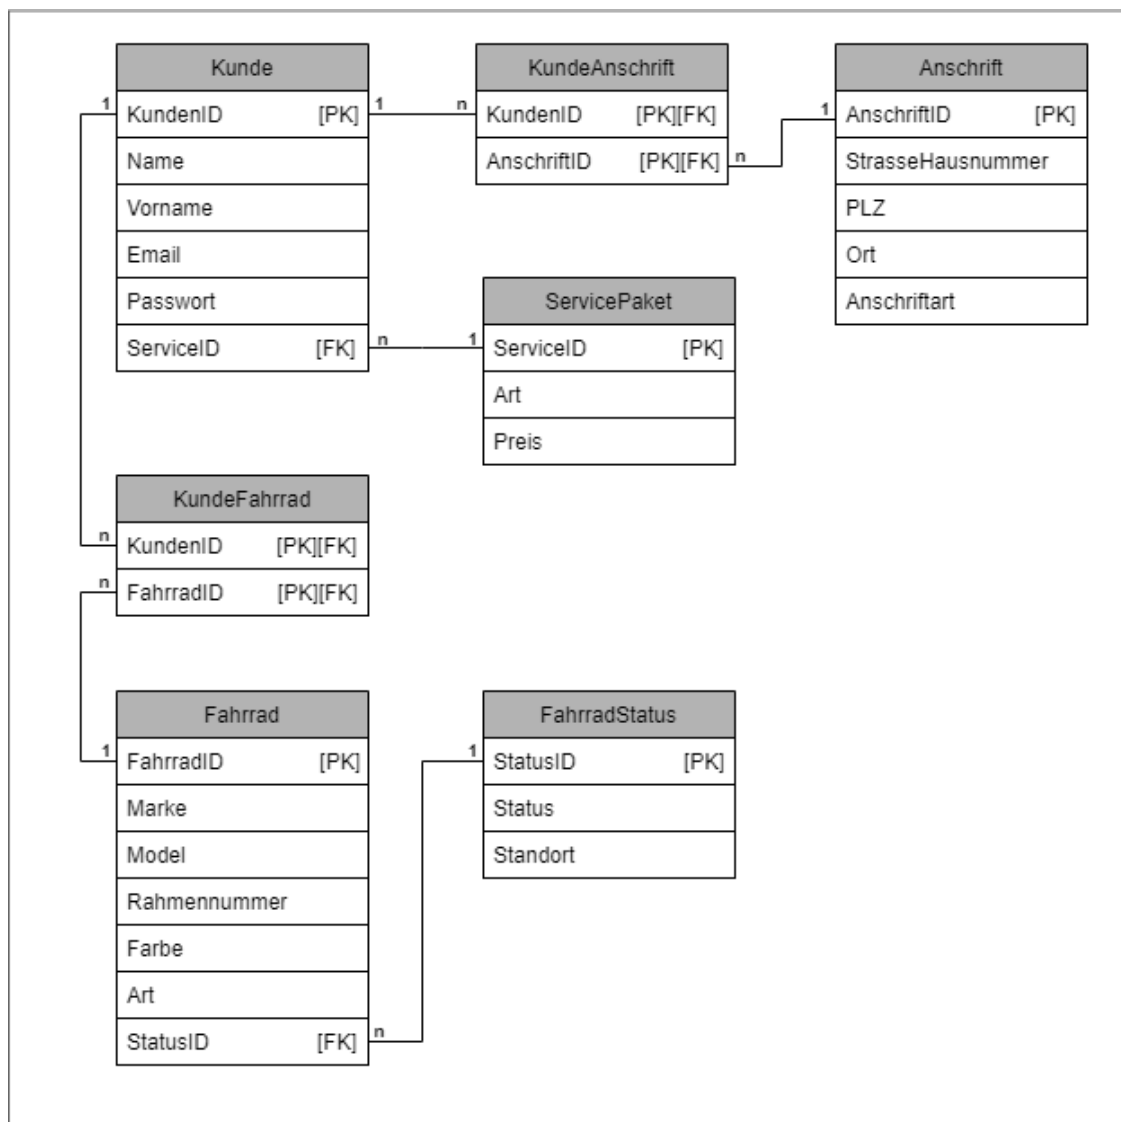 Kunde
1 KundenID [PK] 1
Name
Vorname
Email
Passwort
ServiceID [FK] n
n KundeAnschrift
KundenID [PK][FK]
AnschriftID [PK][FK] n
Anschrift
1 AnschriftID [PK]
StrasseHausnummer
PLZ
Ort
Anschriftart
ServicePaket
1 ServiceID [PK]
Art
Preis
KundeFahrrad
n KundenID [PK][FK]
n FahrradID [PK][FK]
Fahrrad
1 FahrradID [PK]
Marke
Model
Rahmennummer
Farbe
Art
StatusID [FK] n
FahrradStatus
1 StatusID [PK]
Status
Standort